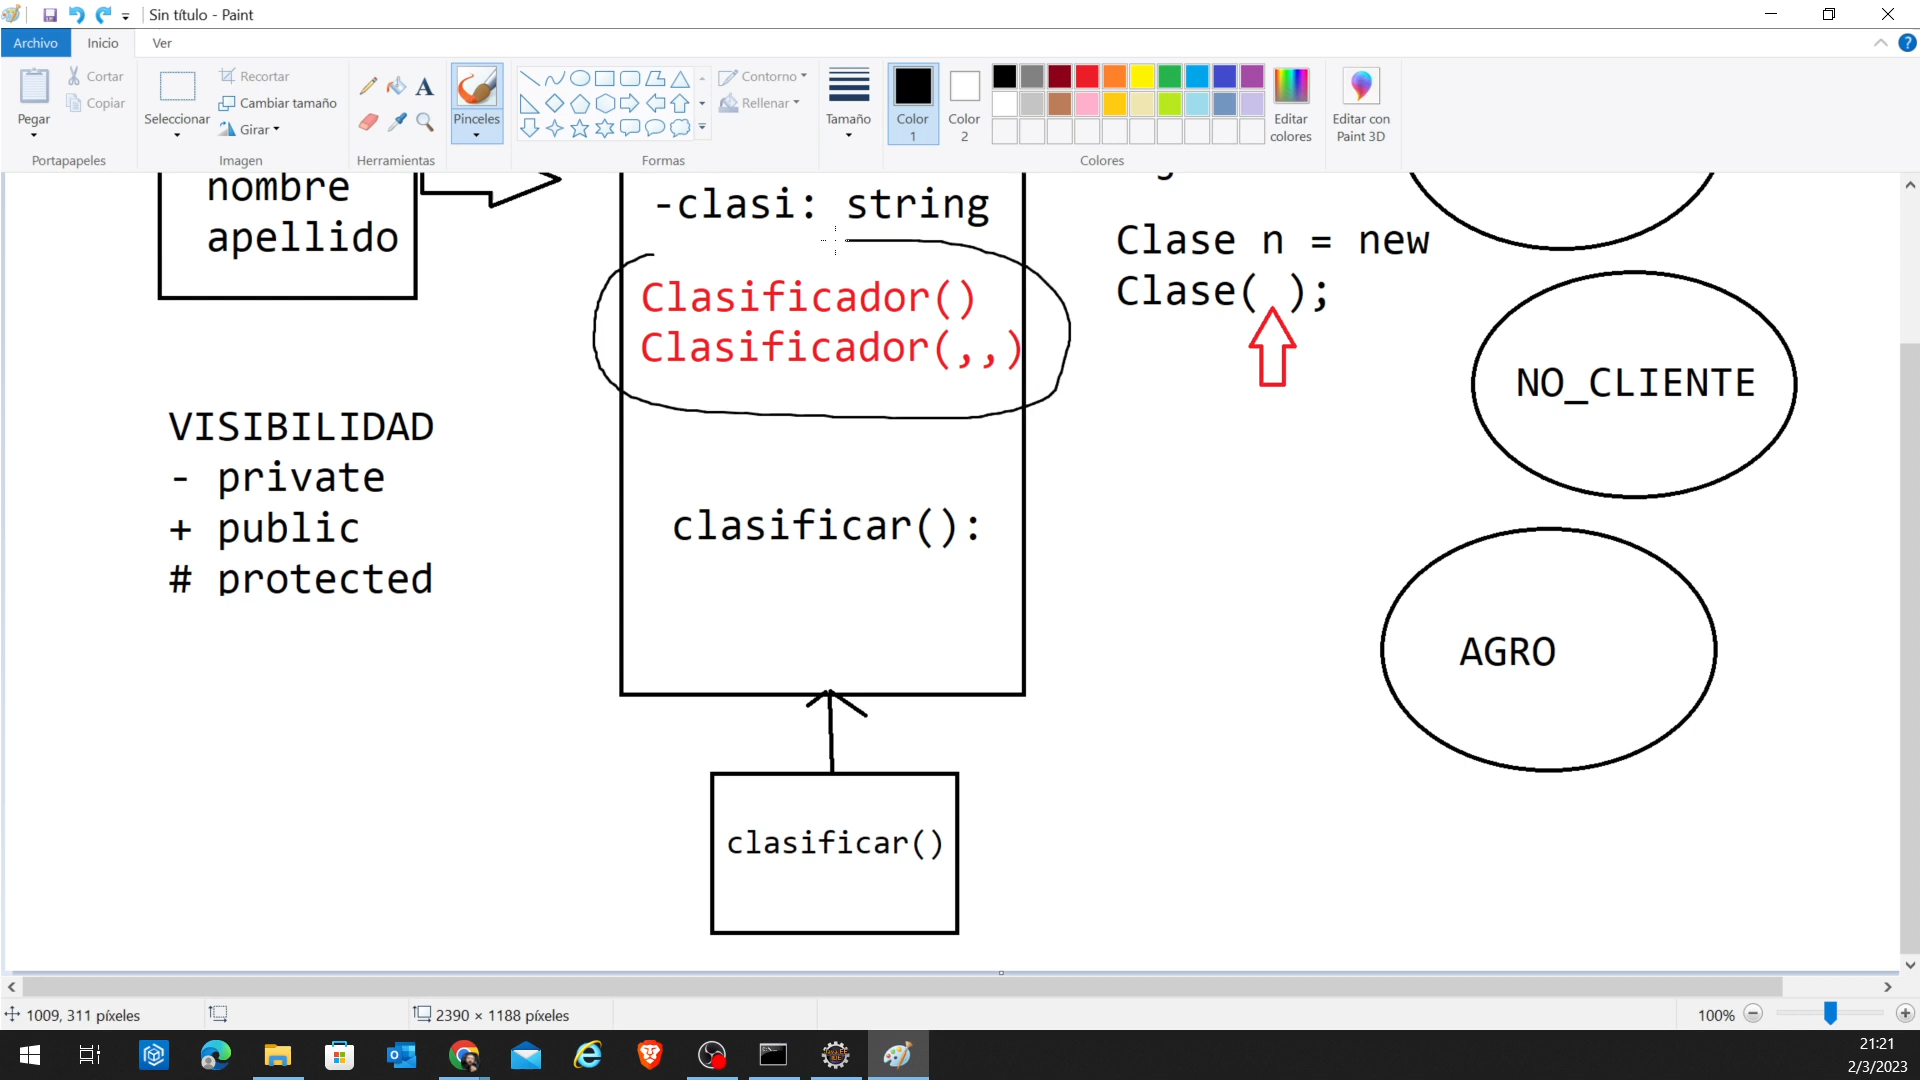 Sin título - Paint
Archivo
Inicio
Ver
Pegar
Cortar
Copiar
Portapapeles
Seleccionar
Recortar
Cambiar tamaño
Girar
Imagen
Herramientas
Pinceles
Formas
Contorno
Rellenar
Tamaño
Color
1
Color
2
Colores
Editar
colores
Editar con
Paint 3D
nombre
apellido
VISIBILIDAD
- private
+ public
# protected
-clasi: string
Clasificador()
Clasificador(,,)
clasificar():
clasificar()
Clase n = new
Clase( );
NO_CLIENTE
AGRO
1009, 311 píxeles
2390 × 1188 píxeles
100%
21:21
2/3/2023